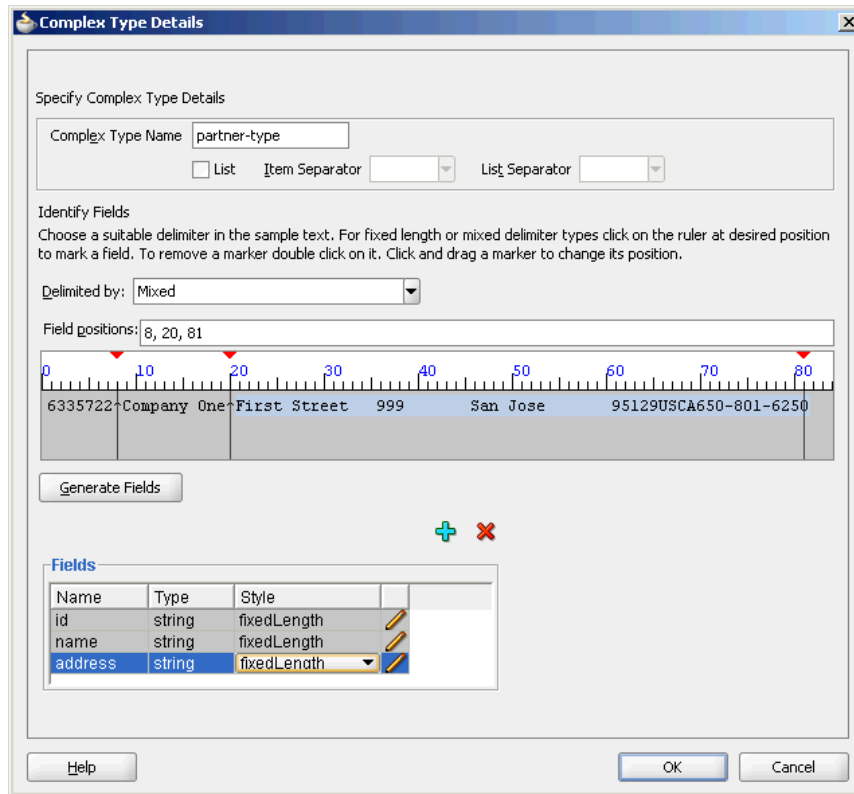 Complex Type Details
Specify Complex Type Details
Complex Type Name partner-type
List Item Separator List Separator
Identify Fields
Choose a suitable delimiter in the sample text. For fixed length or mixed delimiter types click on the ruler at desired position
to mark a field. To remove a marker double click on it. Click and drag a marker to change its position.
Delimited by: Mixed
Field positions: 8, 20, 81
0 10 20 30 40 50 60 70 80
6335722^Company One^First Street 999 San Jose 95129USCA650-801-6250
Generate Fields
Fields
Name Type Style
id string fixedLength
name string fixedLength
address string fixedLength
Help OK Cancel